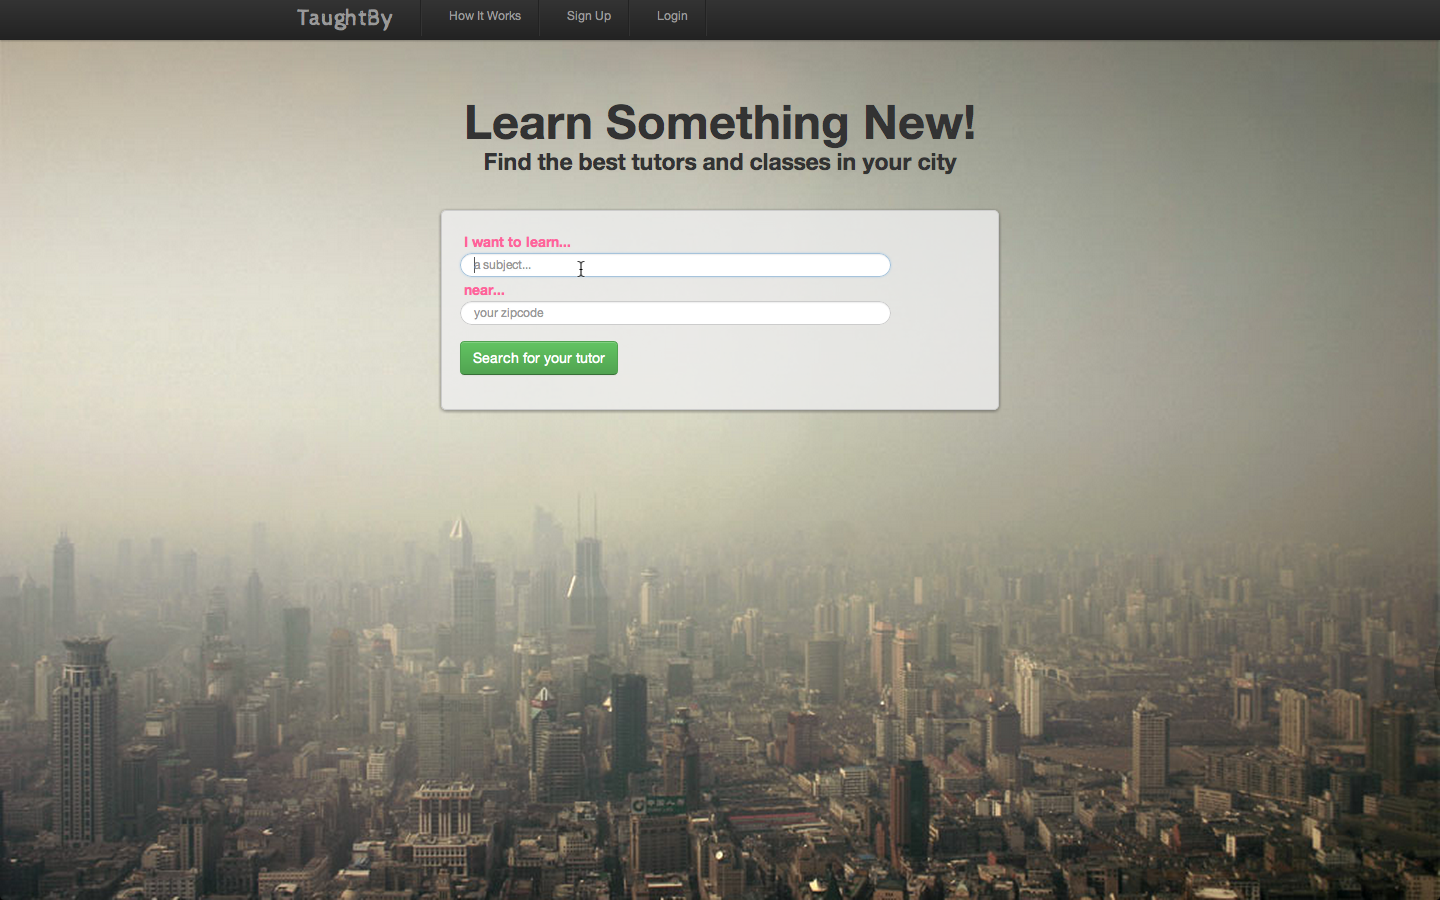 TaughtBy
How It Works
Sign Up
Login
Learn Something New!
Find the best tutors and classes in your city
I want to learn...
a subject...
near...
your zipcode
Search for your tutor